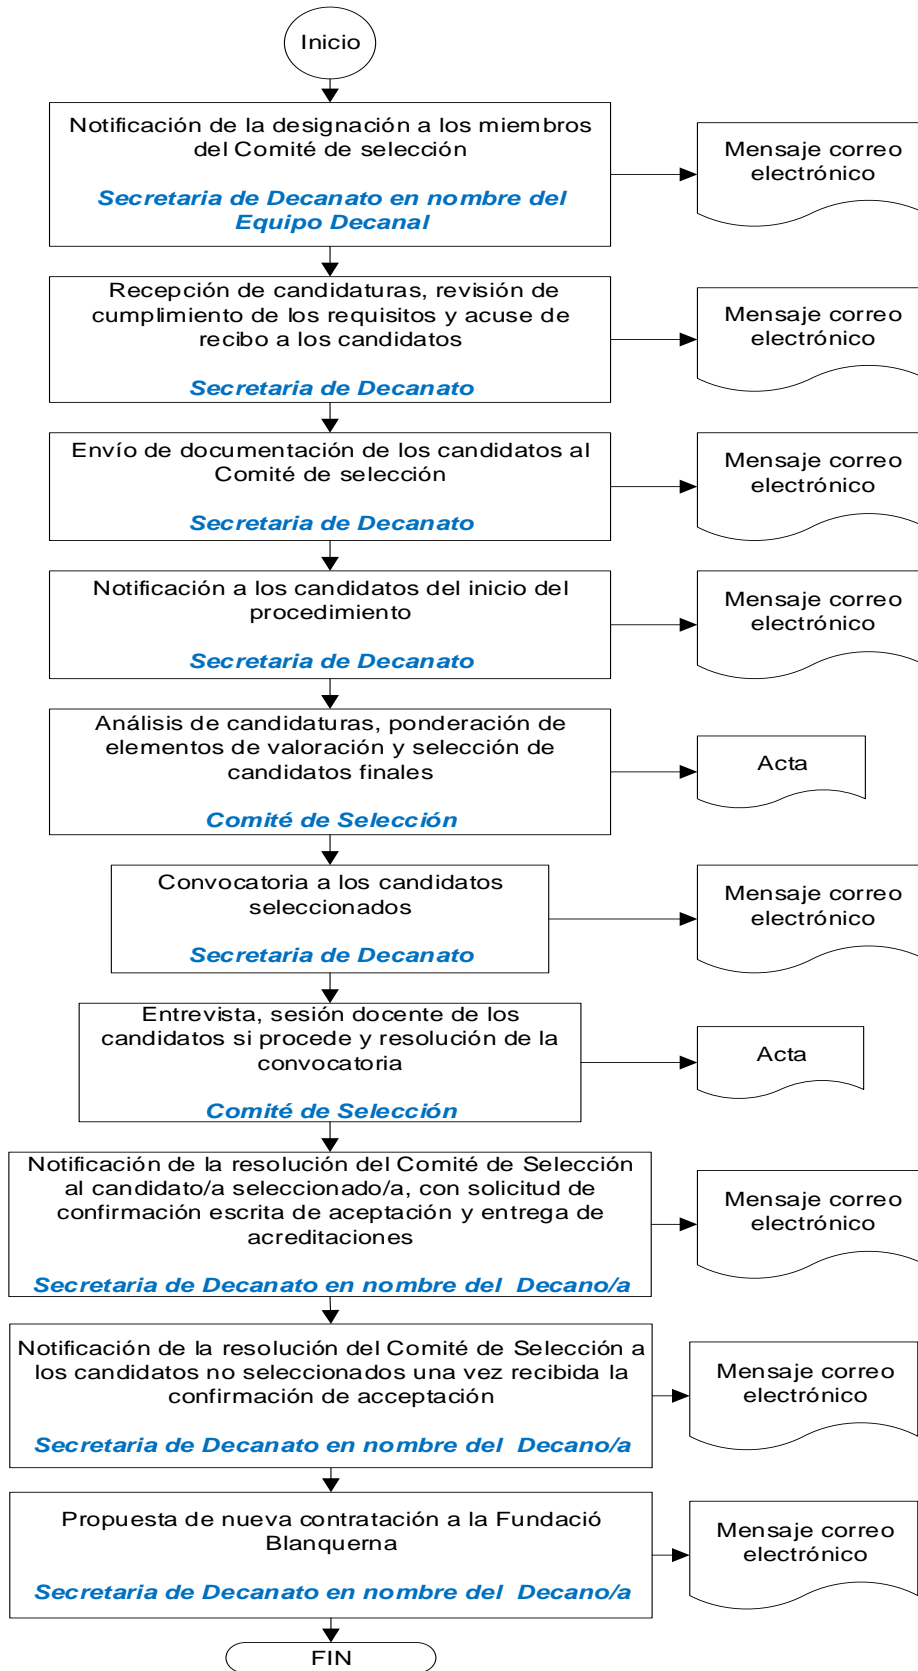 Inicio
Notificación de la designación a los miembros
del Comité de selección
Secretaria de Decanato en nombre del
Equipo Decanal
Mensaje correo
electrónico
Recepción de candidaturas, revisión de
cumplimiento de los requisitos y acuse de
recibo a los candidatos
Secretaria de Decanato
Mensaje correo
electrónico
Envío de documentación de los candidatos al
Comité de selección
Secretaria de Decanato
Mensaje correo
electrónico
Notificación a los candidatos del inicio del
procedimiento
Secretaria de Decanato
Mensaje correo
electrónico
Análisis de candidaturas, ponderación de
elementos de valoración y selección de
candidatos finales
Comité de Selección
Acta
Convocatoria a los candidatos
seleccionados
Secretaria de Decanato
Mensaje correo
electrónico
Entrevista, sesión docente de los
candidatos si procede y resolución de la
convocatoria
Comité de Selección
Acta
Notificación de la resolución del Comité de Selección
al candidato/a seleccionado/a, con solicitud de
confirmación escrita de aceptación y entrega de
acreditaciones
Secretaria de Decanato en nombre del Decano/a
Mensaje correo
electrónico
Notificación de la resolución del Comité de Selección a
los candidatos no seleccionados una vez recibida la
confirmación de acceptación
Secretaria de Decanato en nombre del Decano/a
Mensaje correo
electrónico
Propuesta de nueva contratación a la Fundació
Blanquerna
Secretaria de Decanato en nombre del Decano/a
Mensaje correo
electrónico
FIN